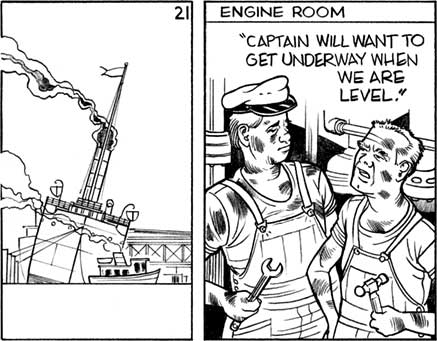 21
ENGINE ROOM
"CAPTAIN WILL WANT TO
GET UNDERWAY WHEN
WE ARE
LEVEL."